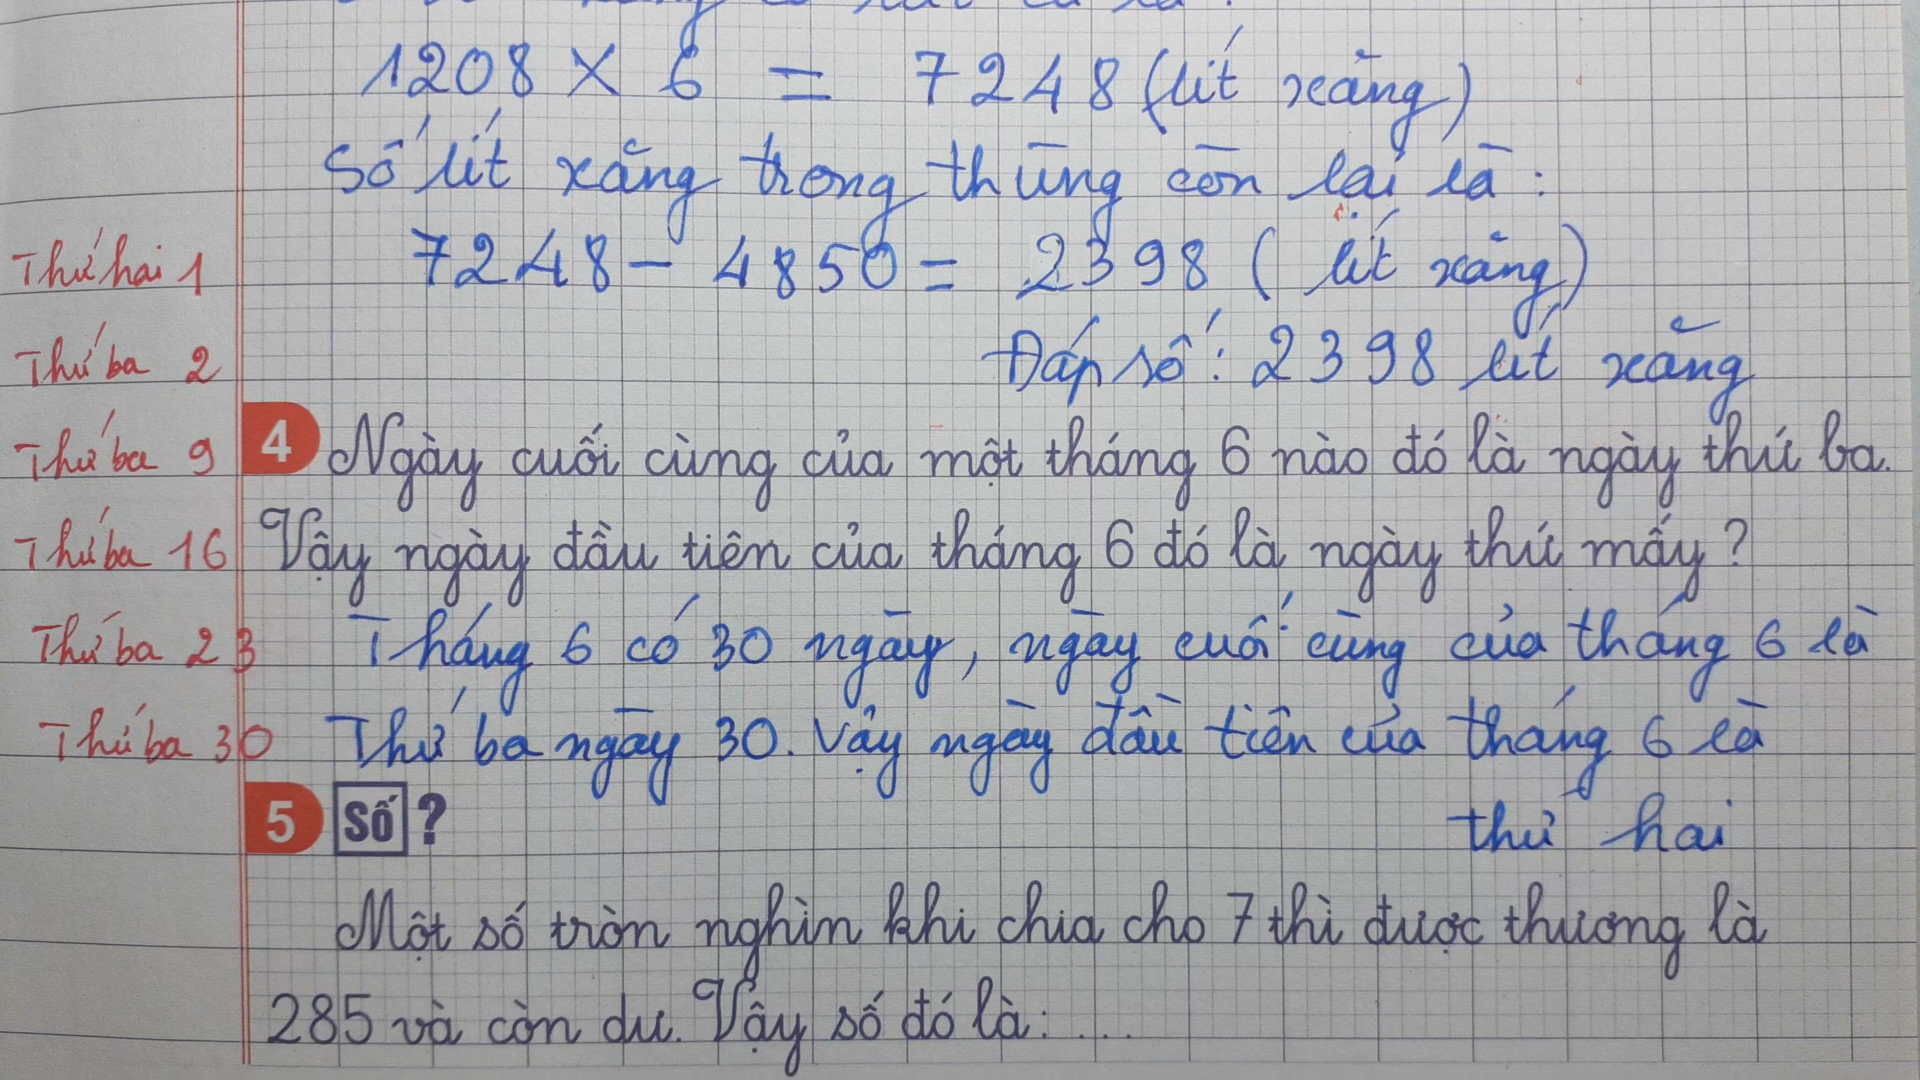 1208 × 6 = 7248 (lít xăng)
Số lít xăng trong thùng còn lại là:
Thứ hai 1
7248 - 4850 = 2398 (lít xăng)
Thứ ba 2
Đáp số: 2398 lít xăng
Thứ ba 9
4 Ngày cuối cùng của một tháng 6 nào đó là ngày thứ ba.
Thứ ba 16
Vậy ngày đầu tiên của tháng 6 đó là ngày thứ mấy?
Thứ ba 23
Tháng 6 có 30 ngày, ngày cuối cùng của tháng 6 là
Thứ ba 30
Thứ ba ngày 30. Vậy ngày đầu tiên của tháng 6 là
thứ hai
5 Số ?
Một số tròn nghìn khi chia cho 7 thì được thương là
285 và còn dư. Vậy số đó là: ....